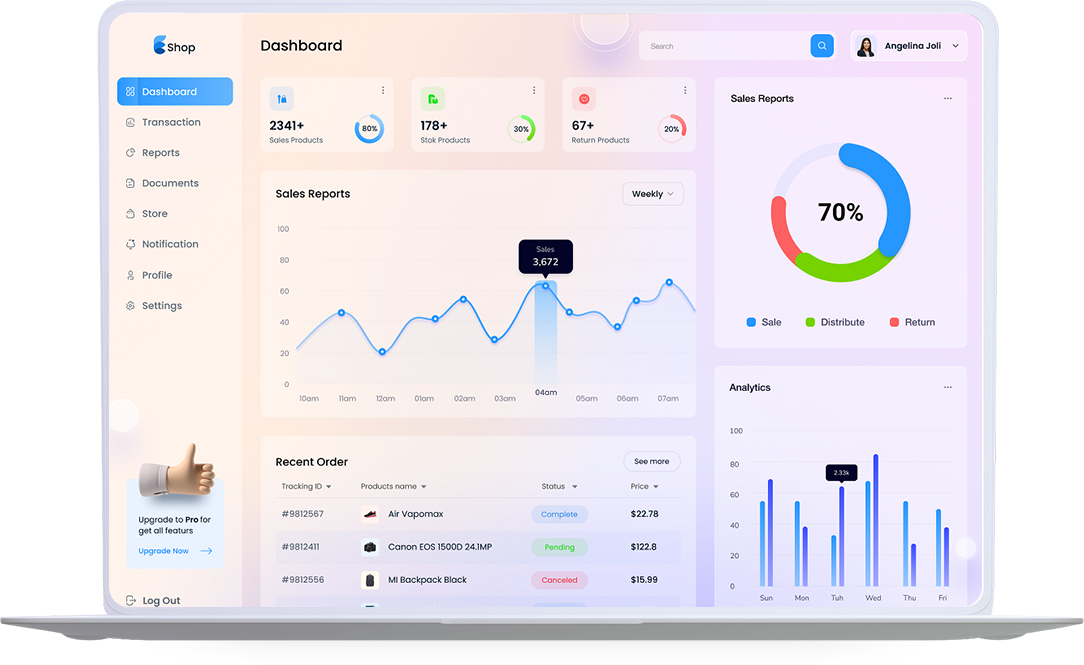 Shop
Dashboard
Transaction
Reports
Documents
Store
Notification
Profile
Settings
Upgrade to Pro for
get all featurs
Upgrade Now
Log Out
Dashboard
Search
Angelina Joli
2341+
Sales Products
80%
178+
Stok Products
30%
67+
Return Products
20%
Sales Reports
Weekly
100
80
60
40
20
0
Sales
3,672
10am 11am 12am 01am 02am 03am 04am 05am 06am 07am
Recent Order
See more
Tracking ID Products name Status Price
#9812567 Air Vapomax Complete $22.78
#9812411 Canon EOS 1500D 24.1MP Pending $122.8
#9812556 MI Backpack Black Canceled $15.99
Sales Reports
70%
Sale Distribute Return
Analytics
100
80
60
40
20
0
2.33k
Sun Mon Tuh Wed Thu Fri